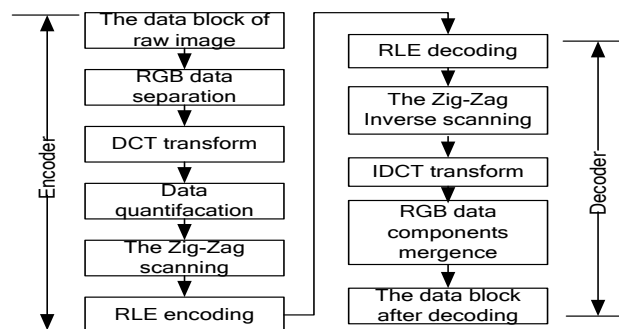 The data block of
raw image
RGB data
separation
DCT transform
Data
quantifacation
The Zig-Zag
scanning
RLE encoding
Encoder
RLE decoding
The Zig-Zag
Inverse scanning
IDCT transform
RGB data
components
mergence
The data block
after decoding
Decoder